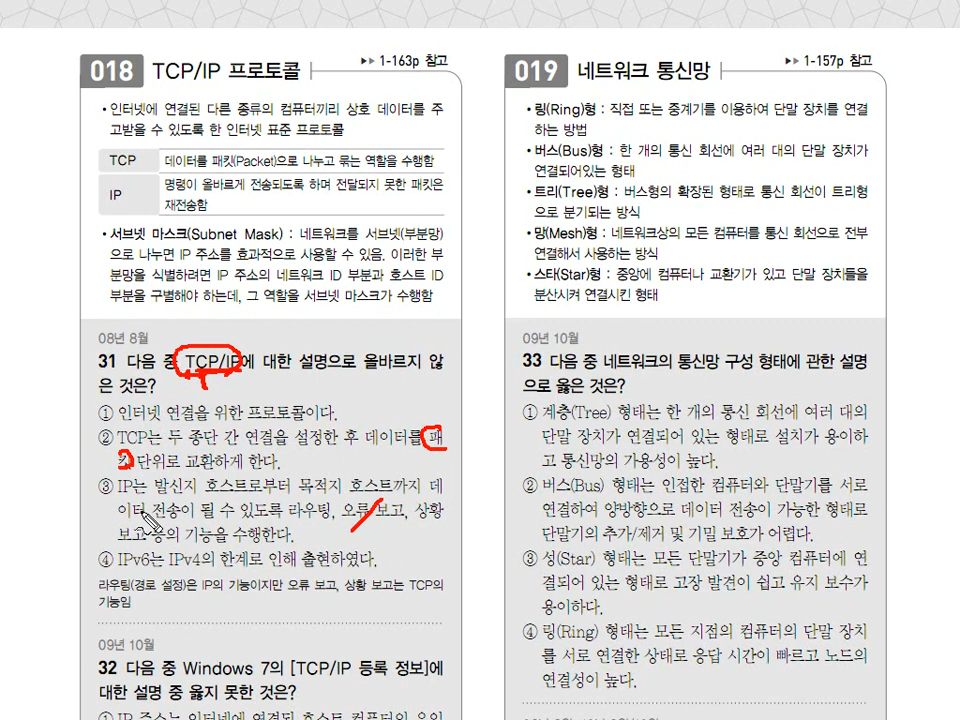 018 TCP/IP 프로토콜 ▶▶ 1-163p 참고
• 인터넷에 연결된 다른 종류의 컴퓨터끼리 상호 데이터를 주
고받을 수 있도록 한 인터넷 표준 프로토콜
TCP 데이터를 패킷(Packet)으로 나누고 묶는 역할을 수행함
IP 명령이 올바르게 전송되도록 하며 전달되지 못한 패킷은
재전송함
• 서브넷 마스크(Subnet Mask) : 네트워크를 서브넷(부분망)
으로 나누면 IP 주소를 효과적으로 사용할 수 있음. 이러한 부
분망을 식별하려면 IP 주소의 네트워크 ID 부분과 호스트 ID
부분을 구별해야 하는데, 그 역할을 서브넷 마스크가 수행함
08년 8월
31 다음 중 TCP/IP에 대한 설명으로 올바르지 않
은 것은?
① 인터넷 연결을 위한 프로토콜이다.
② TCP는 두 종단 간 연결을 설정한 후 데이터를 패
킷 단위로 교환하게 한다.
③ IP는 발신지 호스트로부터 목적지 호스트까지 데
이터 전송이 될 수 있도록 라우팅, 오류 보고, 상황
보고 등의 기능을 수행한다.
④ IPv6는 IPv4의 한계로 인해 출현하였다.
라우팅(경로 설정)은 IP의 기능이지만 오류 보고, 상황 보고는 TCP의
기능임
09년 10월
32 다음 중 Windows 7의 [TCP/IP 등록 정보]에
대한 설명 중 옳지 못한 것은?
① IP 주소는 인터넷에 연결된 호스트 컴퓨터의 유일
019 네트워크 통신망 ▶▶ 1-157p 참고
• 링(Ring)형 : 직접 또는 중계기를 이용하여 단말 장치를 연결
하는 방법
• 버스(Bus)형 : 한 개의 통신 회선에 여러 대의 단말 장치가
연결되어있는 형태
• 트리(Tree)형 : 버스형의 확장된 형태로 통신 회선이 트리형
으로 분기되는 방식
• 망(Mesh)형 : 네트워크상의 모든 컴퓨터를 통신 회선으로 전부
연결해서 사용하는 방식
• 스타(Star)형 : 중앙에 컴퓨터나 교환기가 있고 단말 장치들을
분산시켜 연결시킨 형태
09년 10월
33 다음 중 네트워크의 통신망 구성 형태에 관한 설명
으로 옳은 것은?
① 계층(Tree) 형태는 한 개의 통신 회선에 여러 대의
단말 장치가 연결되어 있는 형태로 설치가 용이하
고 통신망의 가용성이 높다.
② 버스(Bus) 형태는 인접한 컴퓨터와 단말기를 서로
연결하여 양방향으로 데이터 전송이 가능한 형태로
단말기의 추가/제거 및 기밀 보호가 어렵다.
③ 성(Star) 형태는 모든 단말기가 중앙 컴퓨터에 연
결되어 있는 형태로 고장 발견이 쉽고 유지 보수가
용이하다.
④ 링(Ring) 형태는 모든 지점의 컴퓨터의 단말 장치
를 서로 연결한 상태로 응답 시간이 빠르고 노드의
연결성이 높다.